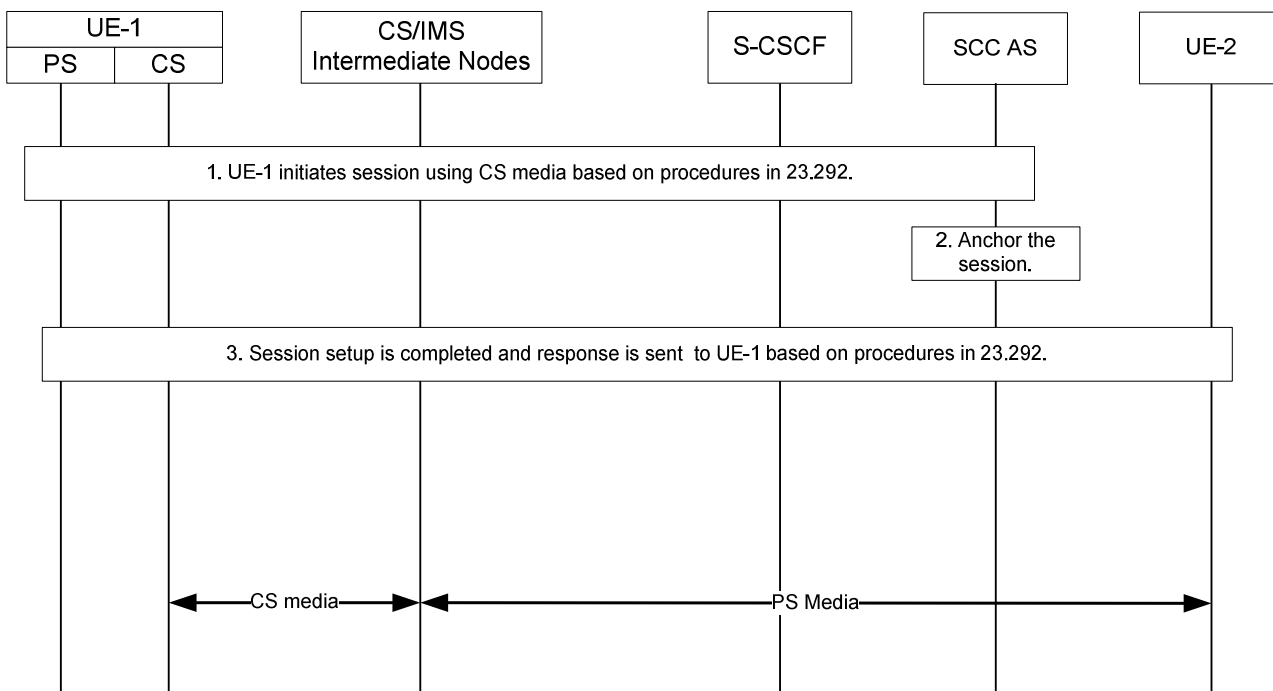 UE-1
PS CS
CS/IMS
Intermediate Nodes
S-CSCF
SCC AS
UE-2
1. UE-1 initiates session using CS media based on procedures in 23.292.
2. Anchor the
session.
3. Session setup is completed and response is sent to UE-1 based on procedures in 23.292.
CS media
PS Media